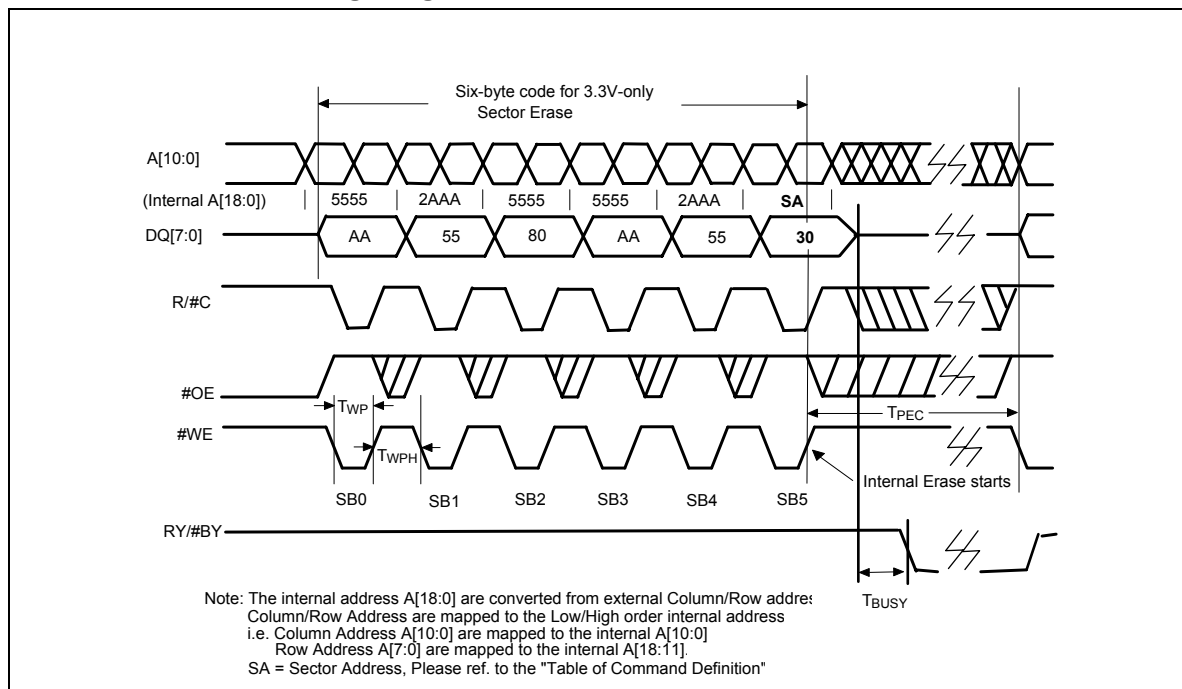 Six-byte code for 3.3V-only
Sector Erase
A[10:0]
(Internal A[18:0])
5555 2AAA 5555 5555 2AAA SA
DQ[7:0]
AA 55 80 AA 55 30
R/#C
#OE
TWP
TPEC
#WE
TWPH
Internal Erase starts
SB0 SB1 SB2 SB3 SB4 SB5
RY/#BY
TBUSY
Note: The internal address A[18:0] are converted from external Column/Row addre
Column/Row Address are mapped to the Low/High order internal address
i.e. Column Address A[10:0] are mapped to the internal A[10:0]
Row Address A[7:0] are mapped to the internal A[18:11].
SA = Sector Address, Please ref. to the "Table of Command Definition"